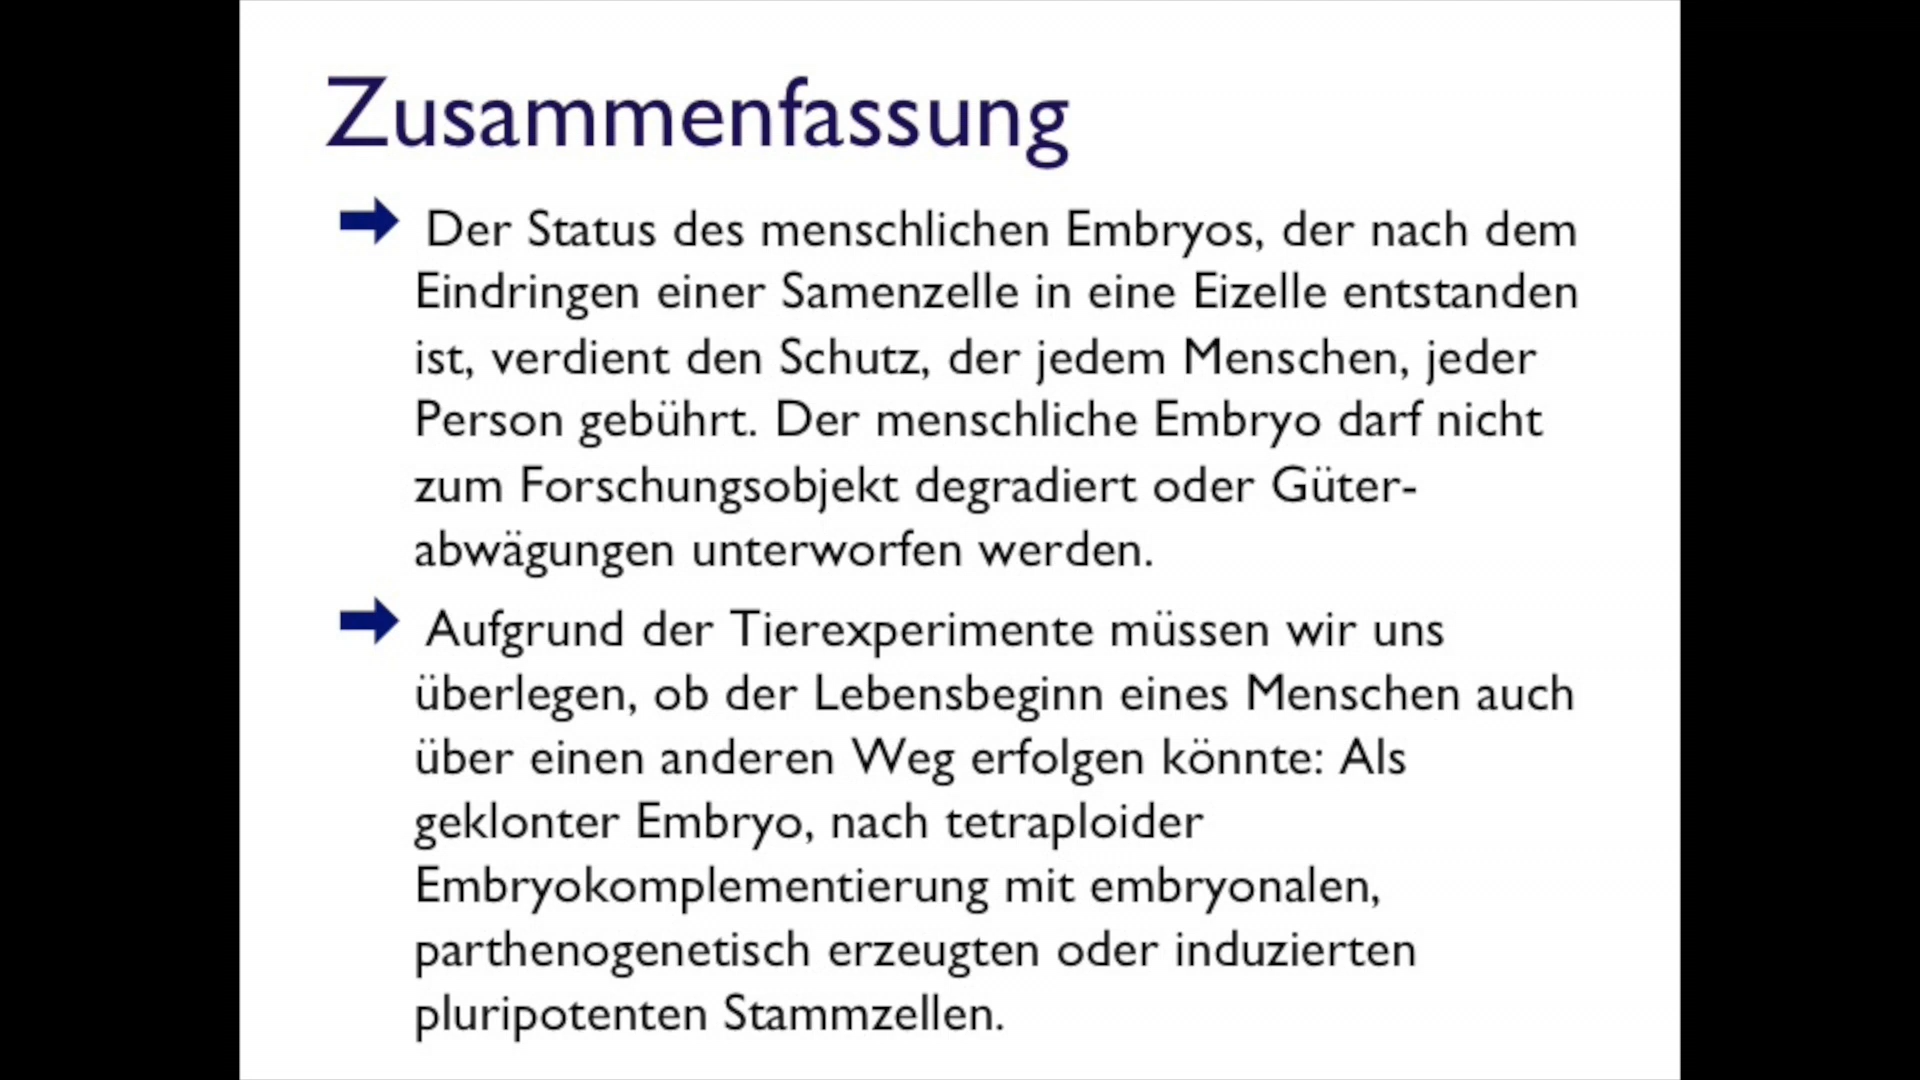 Zusammenfassung
Der Status des menschlichen Embryos, der nach dem
Eindringen einer Samenzelle in eine Eizelle entstanden
ist, verdient den Schutz, der jedem Menschen, jeder
Person gebührt. Der menschliche Embryo darf nicht
zum Forschungsobjekt degradiert oder Güter-
abwägungen unterworfen werden.
Aufgrund der Tierexperimente müssen wir uns
überlegen, ob der Lebensbeginn eines Menschen auch
über einen anderen Weg erfolgen könnte: Als
geklonter Embryo, nach tetraploider
Embryokomplementierung mit embryonalen,
parthenogenetisch erzeugten oder induzierten
pluripotenten Stammzellen.